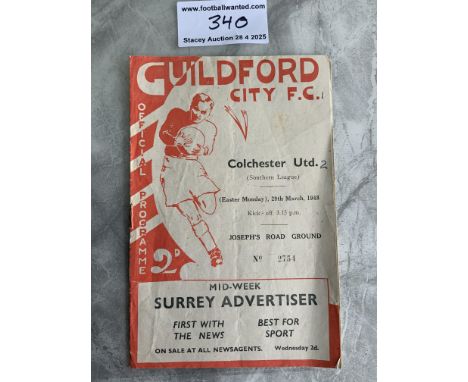 www.footballwanted.com
340
Stacey Auction 28 4 2025
GUILDFORD
CITY F.C. 1
OFFICIAL PROGRAMME
2D
Colchester Utd. 2
(Southern League)
(Easter Monday), 29th March, 1948
Kick-off 3.15 p.m.
JOSEPH'S ROAD GROUND
No 2754
MID-WEEK
SURREY ADVERTISER
FIRST WITH THE NEWS
BEST FOR SPORT
ON SALE AT ALL NEWSAGENTS. Wednesday 2d.